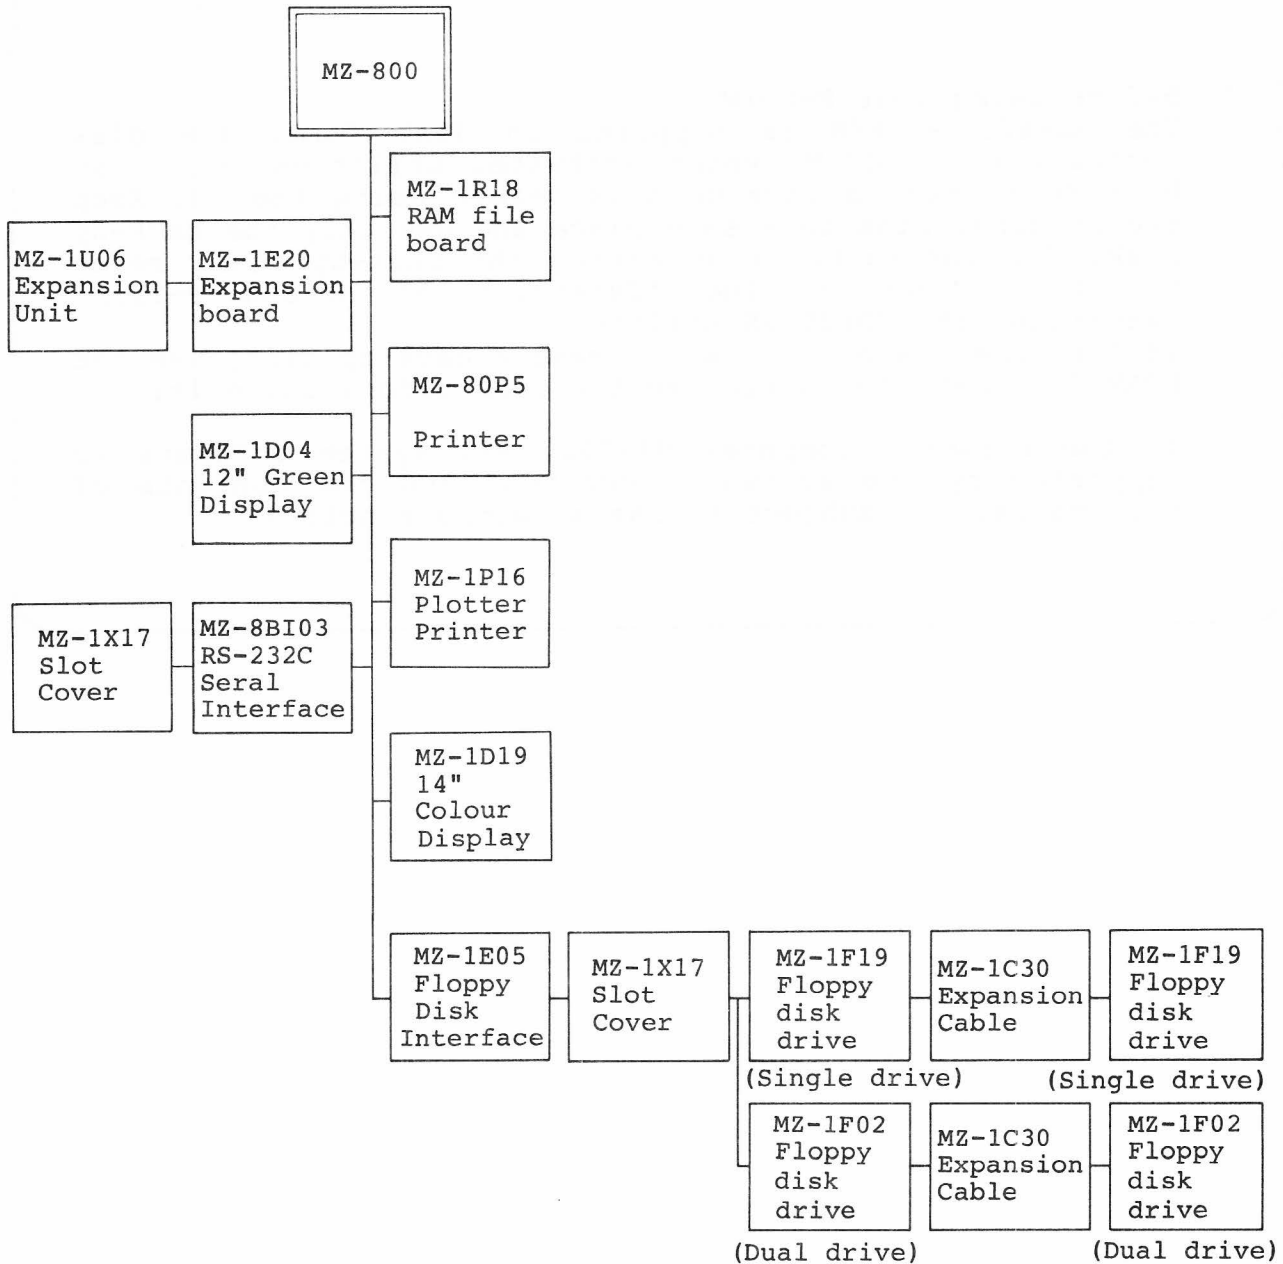 MZ-800
MZ-1R18
RAM file
board
MZ-1U06
Expansion
Unit
MZ-1E20
Expansion
board
MZ-80P5
Printer
MZ-1D04
12" Green
Display
MZ-1P16
Plotter
Printer
MZ-1X17
Slot
Cover
MZ-8BI03
RS-232C
Seral
Interface
MZ-1D19
14"
Colour
Display
MZ-1E05
Floppy
Disk
Interface
MZ-1X17
Slot
Cover
MZ-1F19
Floppy
disk
drive
(Single drive)
MZ-1C30
Expansion
Cable
MZ-1F19
Floppy
disk
drive
(Single drive)
MZ-1F02
Floppy
disk
drive
(Dual drive)
MZ-1C30
Expansion
Cable
MZ-1F02
Floppy
disk
drive
(Dual drive)